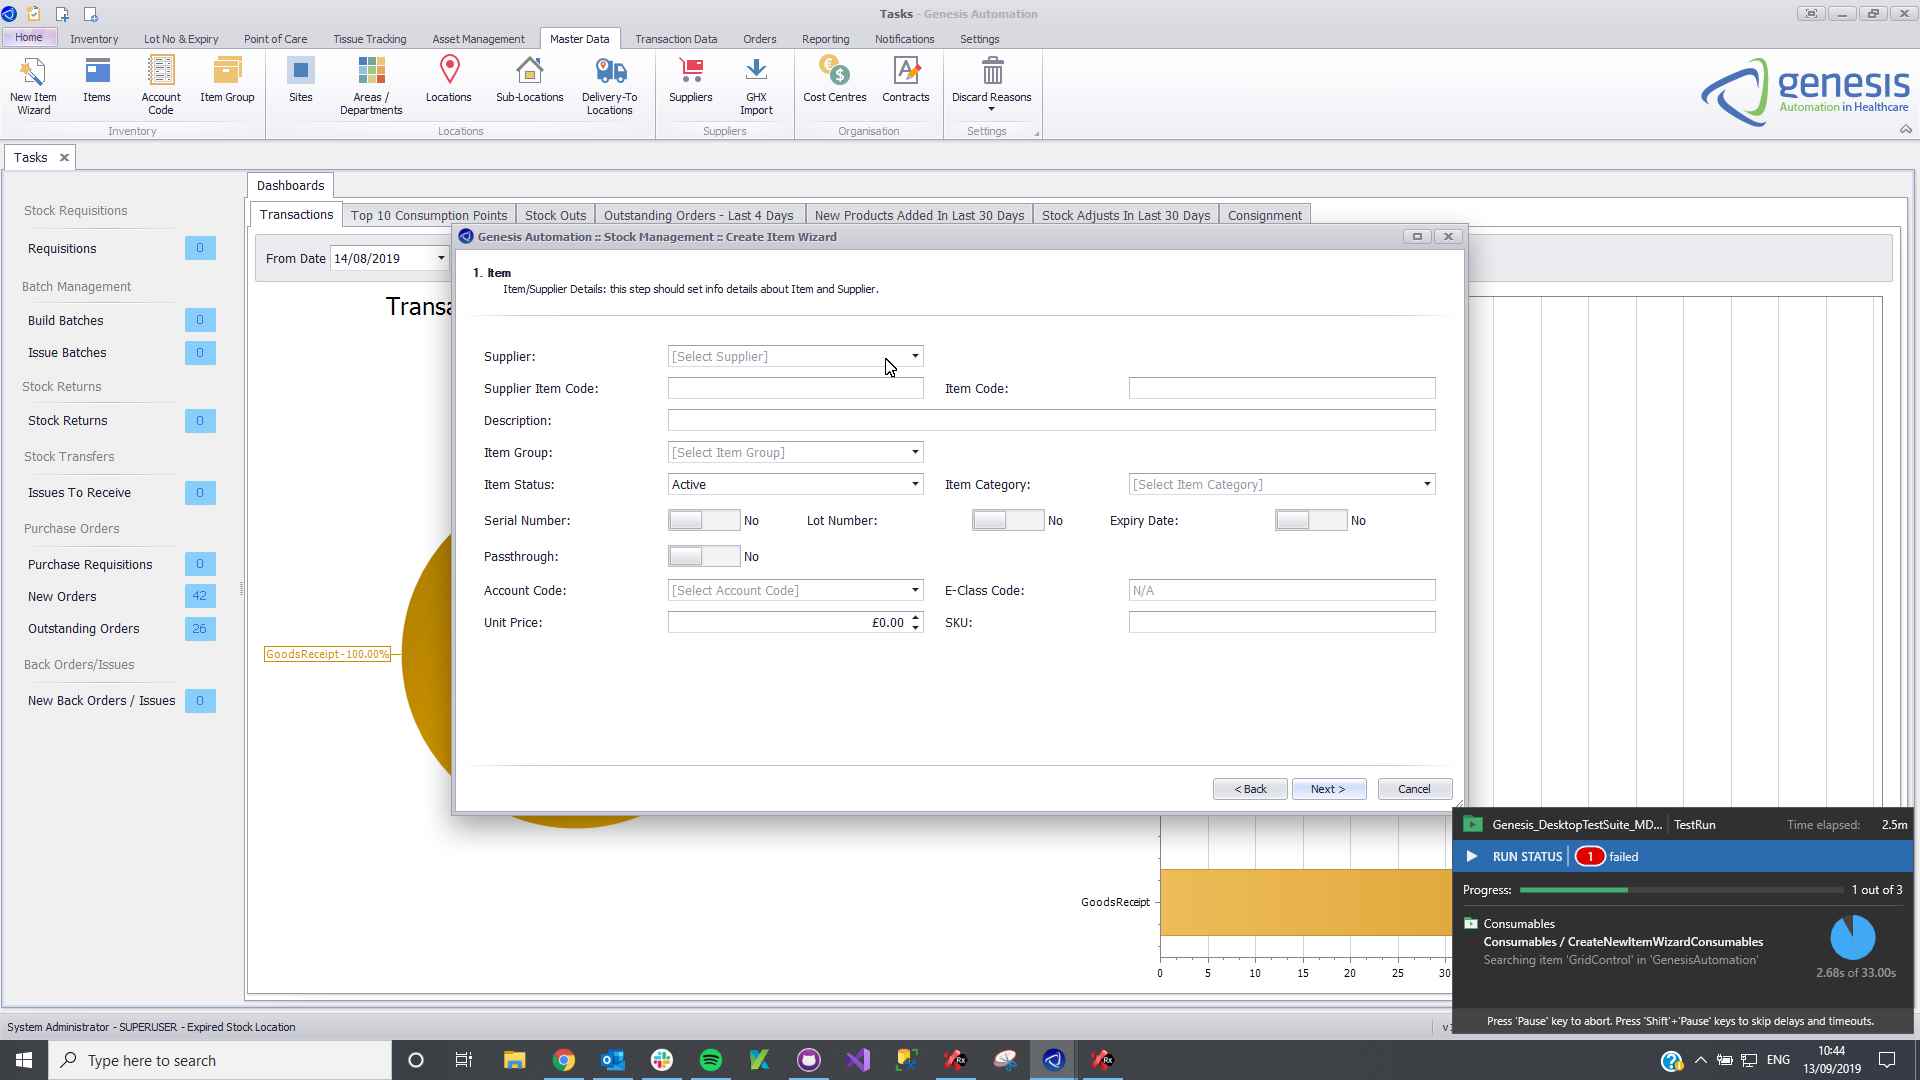 Tasks - Genesis Automation
Home Inventory Lot No & Expiry Point of Care Tissue Tracking Asset Management Master Data Transaction Data Orders Reporting Notifications Settings
New Item Wizard Items Account Code Item Group Sites Areas / Departments Locations Sub-Locations Delivery-To Locations Suppliers GHX Import Cost Centres Contracts Discard Reasons
Inventory Locations Suppliers Organisation Settings
genesis
Automation in Healthcare
Tasks
Dashboards
Transactions Top 10 Consumption Points Stock Outs Outstanding Orders - Last 4 Days New Products Added In Last 30 Days Stock Adjusts In Last 30 Days Consignment
From Date 14/08/2019
Stock Requisitions
Requisitions 0
Batch Management
Build Batches 0
Issue Batches 0
Stock Returns
Stock Returns 0
Stock Transfers
Issues To Receive 0
Purchase Orders
Purchase Requisitions 0
New Orders 42
Outstanding Orders 26
Back Orders/Issues
New Back Orders / Issues 0
Transa
GoodsReceipt-100.00%
Genesis Automation :: Stock Management :: Create Item Wizard
1. Item
Item/Supplier Details: this step should set info details about Item and Supplier.
Supplier: [Select Supplier]
Supplier Item Code: Item Code:
Description:
Item Group: [Select Item Group]
Item Status: Active Item Category: [Select Item Category]
Serial Number: No Lot Number: No Expiry Date: No
Passthrough: No
Account Code: [Select Account Code] E-Class Code: N/A
Unit Price: £0.00 SKU:
< Back Next > Cancel
GoodsReceipt
0 5 10 15 20 25 30
Genesis_DesktopTestSuite_MD... TestRun Time elapsed: 2.5m
RUN STATUS 1 failed
Progress: 1 out of 3
Consumables
Consumables / CreateNewItemWizardConsumables
Searching item 'GridControl' in 'GenesisAutomation'
2.68s of 33.00s
Press 'Pause' key to abort. Press 'Shift'+'Pause' keys to skip delays and timeouts.
System Administrator - SUPERUSER - Expired Stock Location
Type here to search
ENG
10:44
13/09/2019